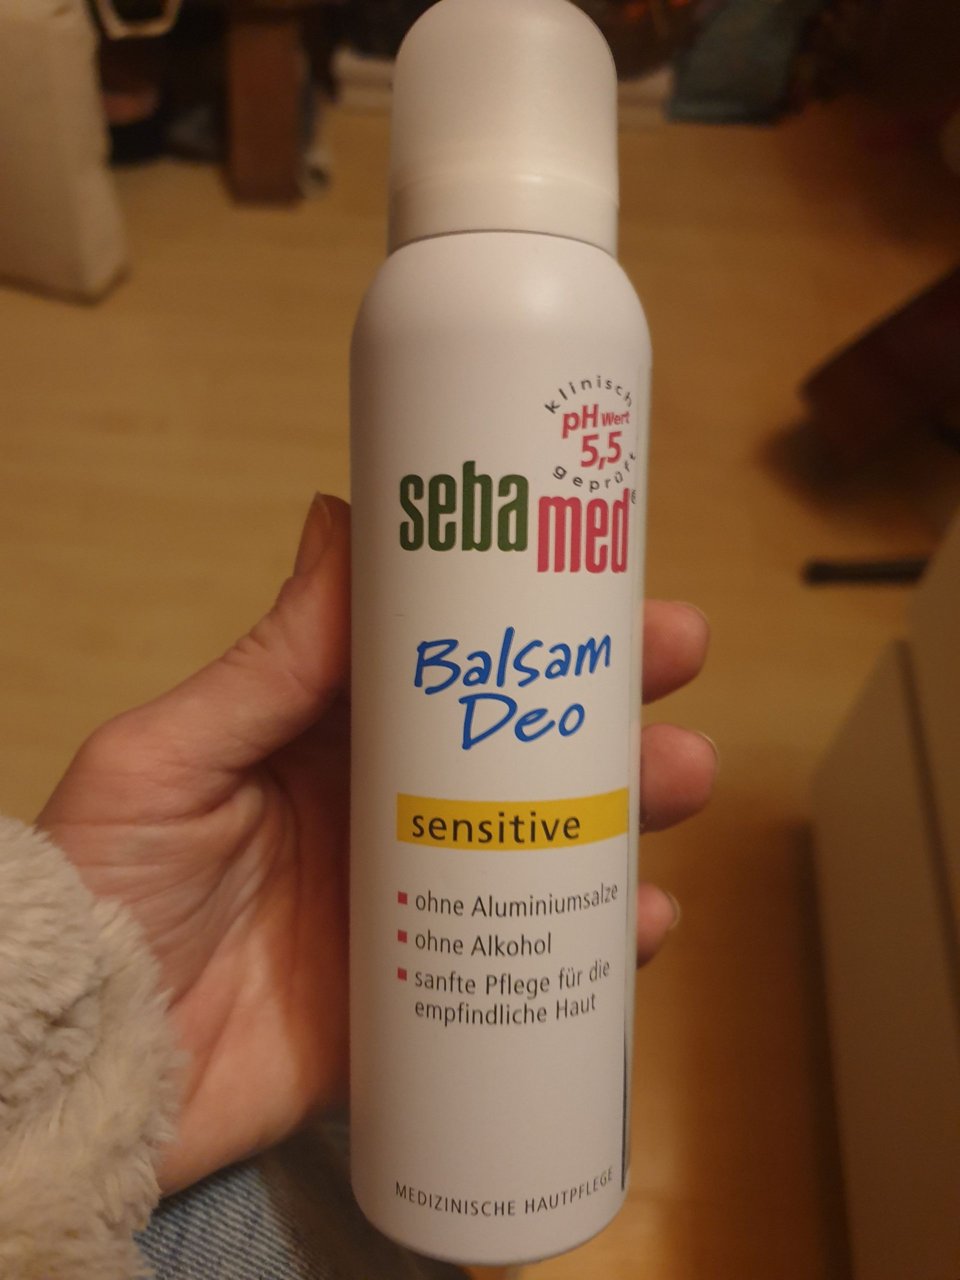 klinisch
pH Wert
5,5
geprüft
sebamed®
Balsam
Deo
sensitive
▪ ohne Aluminiumsalze
▪ ohne Alkohol
▪ sanfte Pflege für die
empfindliche Haut
MEDIZINISCHE HAUTPFLEGE